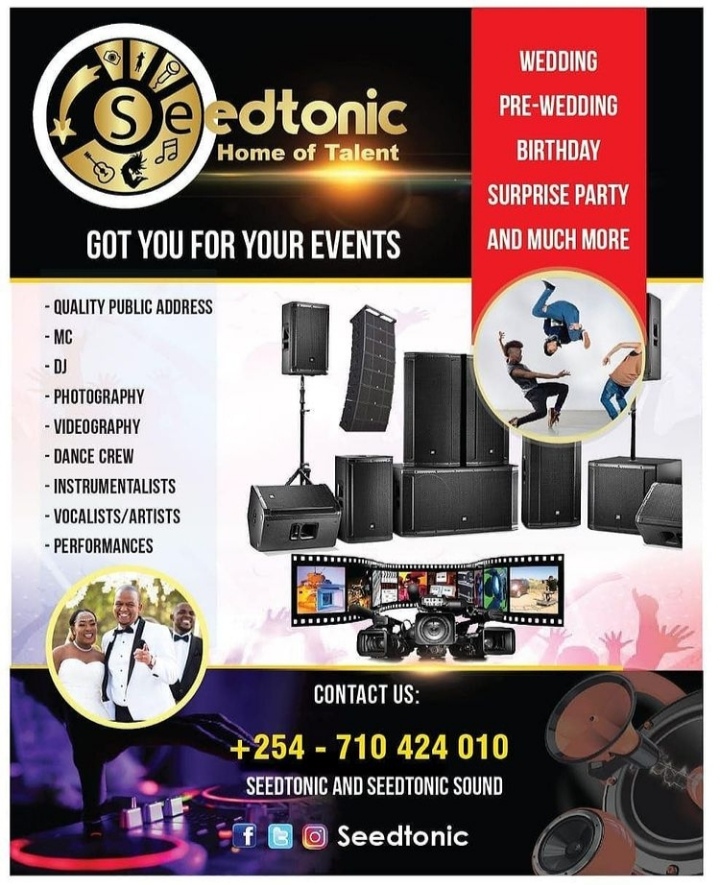 Seedtonic
Home of Talent
GOT YOU FOR YOUR EVENTS
WEDDING
PRE-WEDDING
BIRTHDAY
SURPRISE PARTY
AND MUCH MORE
- QUALITY PUBLIC ADDRESS
- MC
- DJ
- PHOTOGRAPHY
- VIDEOGRAPHY
- DANCE CREW
- INSTRUMENTALISTS
- VOCALISTS/ARTISTS
- PERFORMANCES
CONTACT US:
+254 - 710 424 010
SEEDTONIC AND SEEDTONIC SOUND
Seedtonic